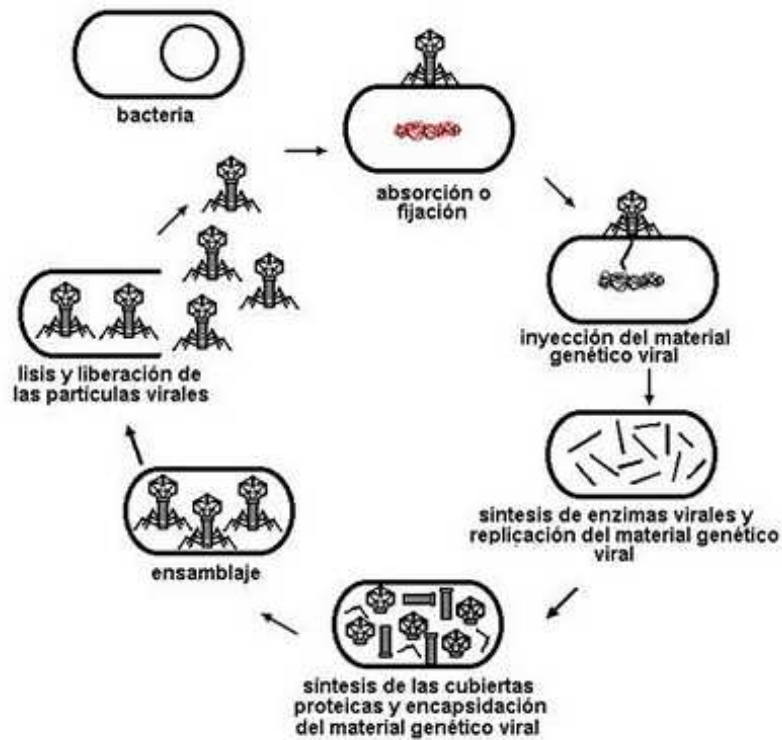 bacteria
absorción o
fijación
inyección del material
genético viral
síntesis de enzimas virales y
replicación del material genético
viral
síntesis de las cubiertas
proteicas y encapsidación
del material genético viral
ensamblaje
lisis y liberación de
las partículas virales